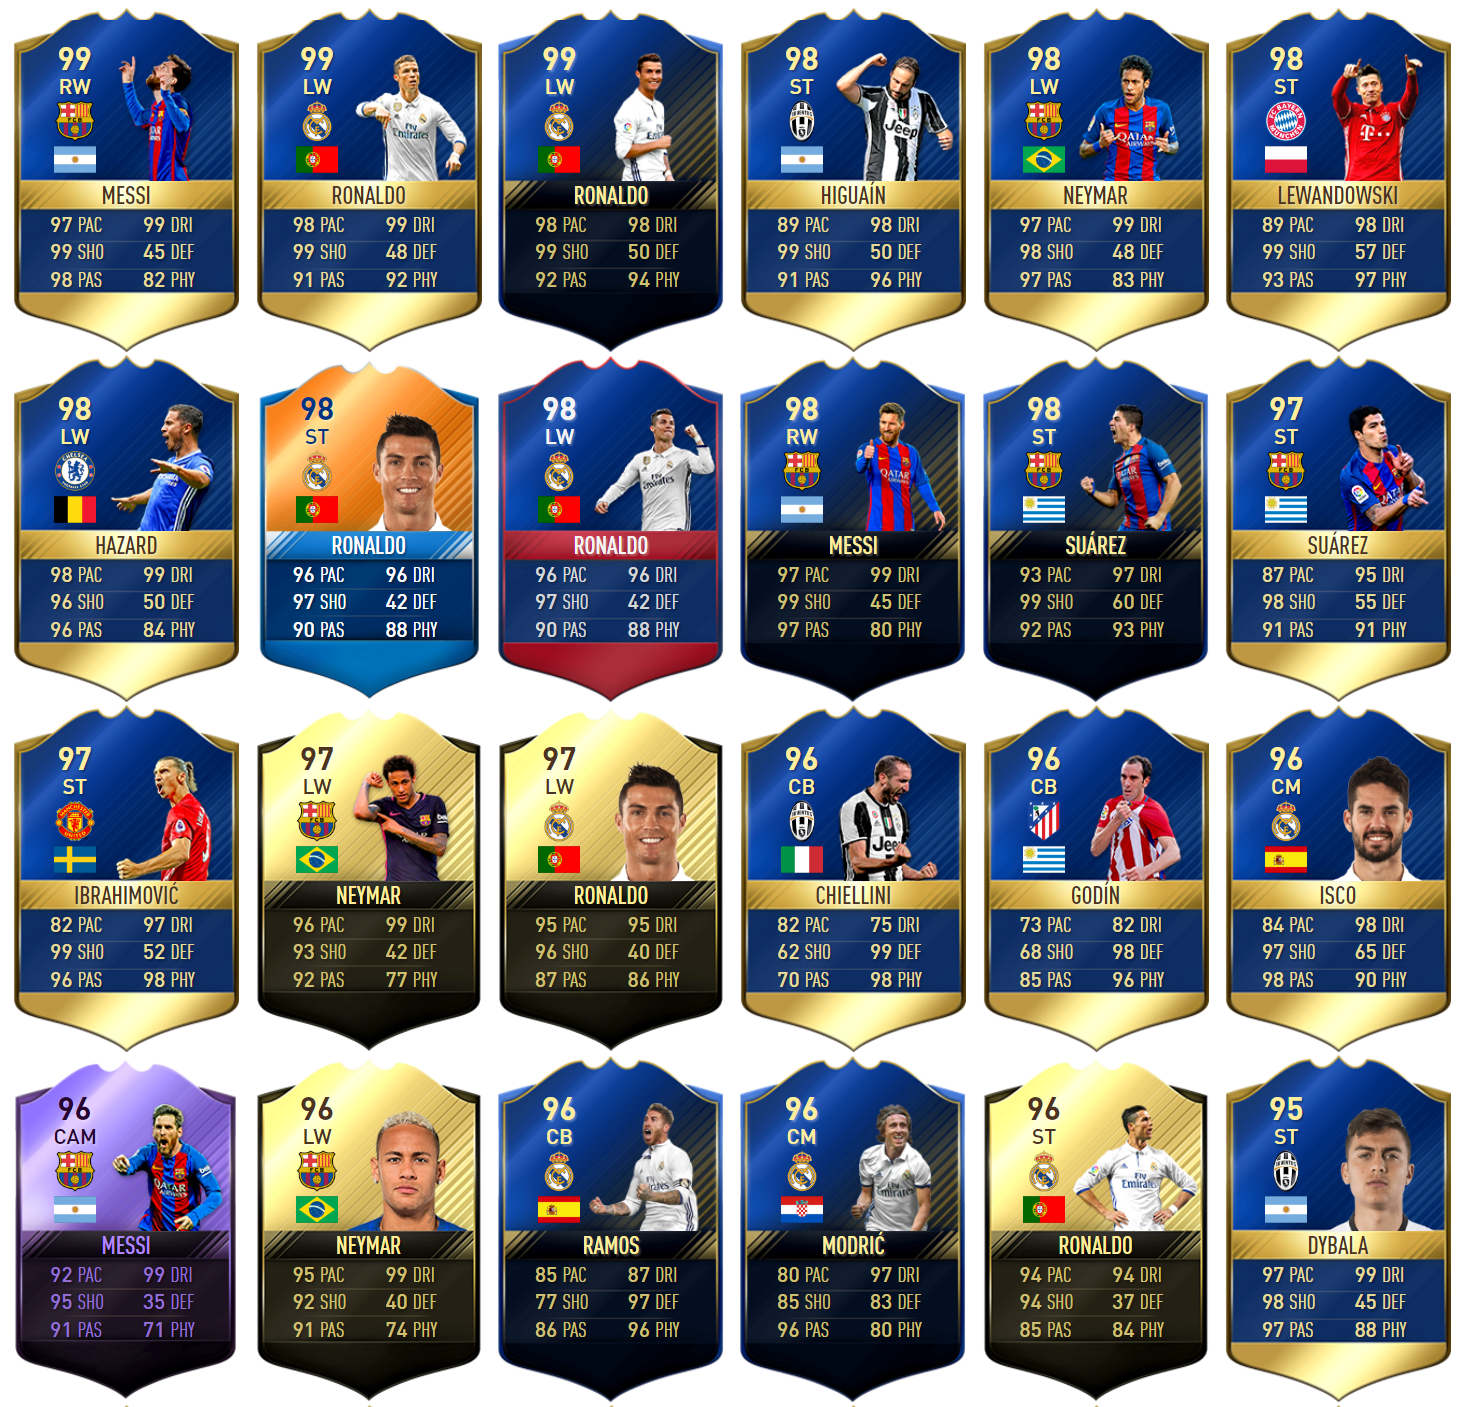 99
RW
MESSI
97 PAC 99 DRI
99 SHO 45 DEF
98 PAS 82 PHY
99
LW
Fly Emirates
RONALDO
98 PAC 99 DRI
99 SHO 48 DEF
91 PAS 92 PHY
99
LW
RONALDO
98 PAC 98 DRI
99 SHO 50 DEF
92 PAS 94 PHY
98
ST
Jeep
HIGUAÍN
89 PAC 98 DRI
99 SHO 50 DEF
91 PAS 96 PHY
98
LW
NEYMAR
97 PAC 99 DRI
98 SHO 48 DEF
97 PAS 83 PHY
98
ST
FC BAYERN MÜNCHEN
LEWANDOWSKI
89 PAC 98 DRI
99 SHO 57 DEF
93 PAS 97 PHY
98
LW
CHELSEA
HAZARD
98 PAC 99 DRI
96 SHO 50 DEF
96 PAS 84 PHY
98
ST
RONALDO
96 PAC 96 DRI
97 SHO 42 DEF
90 PAS 88 PHY
98
LW
RONALDO
96 PAC 96 DRI
97 SHO 42 DEF
90 PAS 88 PHY
98
RW
QATAR
MESSI
97 PAC 99 DRI
99 SHO 45 DEF
97 PAS 80 PHY
98
ST
SUÁREZ
93 PAC 97 DRI
99 SHO 60 DEF
92 PAS 93 PHY
97
ST
SUÁREZ
87 PAC 95 DRI
98 SHO 55 DEF
91 PAS 91 PHY
97
ST
MANCHESTER UNITED
IBRAHIMOVIĆ
82 PAC 97 DRI
99 SHO 52 DEF
96 PAS 98 PHY
97
LW
NEYMAR
96 PAC 99 DRI
93 SHO 42 DEF
92 PAS 77 PHY
97
LW
RONALDO
95 PAC 95 DRI
96 SHO 40 DEF
87 PAS 86 PHY
96
CB
CHIELLINI
82 PAC 75 DRI
62 SHO 99 DEF
70 PAS 98 PHY
96
CB
GODÍN
73 PAC 82 DRI
68 SHO 98 DEF
85 PAS 96 PHY
96
CM
ISCO
84 PAC 98 DRI
97 SHO 65 DEF
98 PAS 90 PHY
96
CAM
QATAR AIRWAYS
MESSI
92 PAC 99 DRI
95 SHO 35 DEF
91 PAS 71 PHY
96
LW
NEYMAR
95 PAC 99 DRI
92 SHO 40 DEF
91 PAS 74 PHY
96
CB
RAMOS
85 PAC 87 DRI
77 SHO 97 DEF
86 PAS 96 PHY
96
CM
MODRIĆ
80 PAC 97 DRI
85 SHO 83 DEF
96 PAS 80 PHY
96
ST
Fly Emirates
RONALDO
94 PAC 94 DRI
94 SHO 37 DEF
85 PAS 84 PHY
95
ST
DYBALA
97 PAC 99 DRI
98 SHO 45 DEF
97 PAS 88 PHY